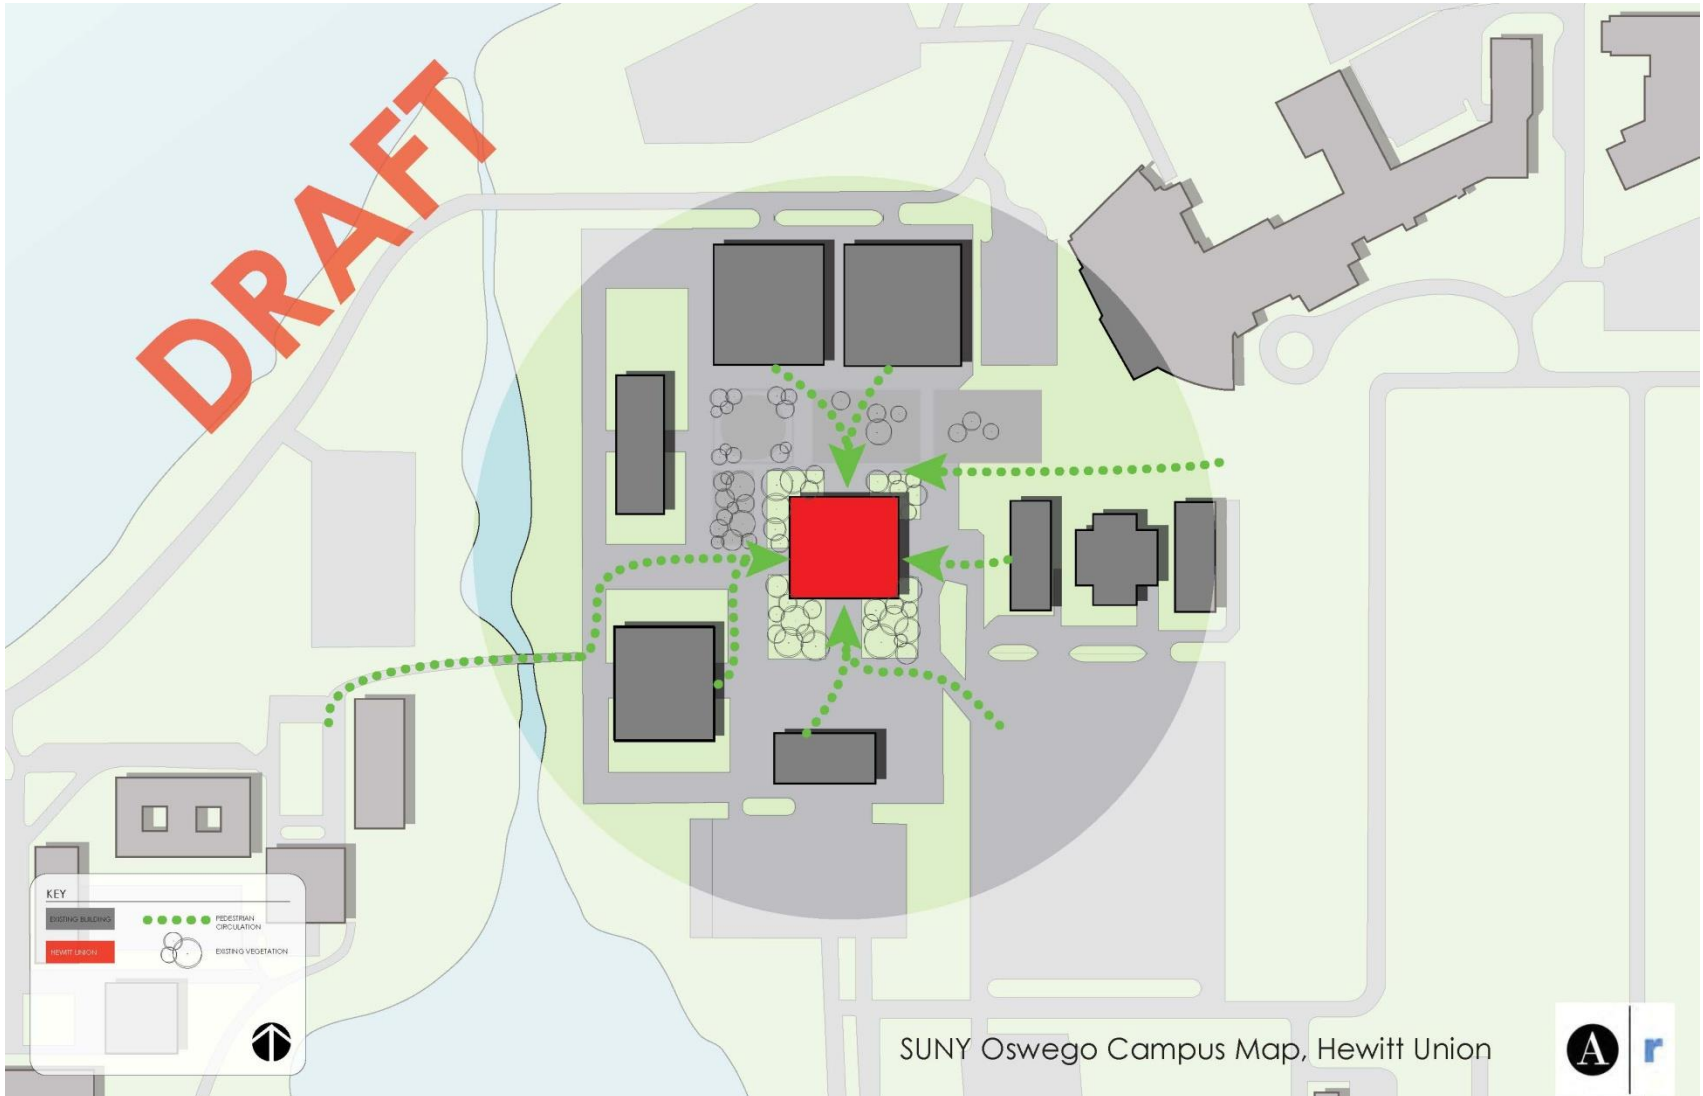 DRAFT
KEY
EXISTING BUILDING
PEDESTRIAN
CIRCULATION
HEWITT UNION
EXISTING VEGETATION
SUNY Oswego Campus Map, Hewitt Union
A r